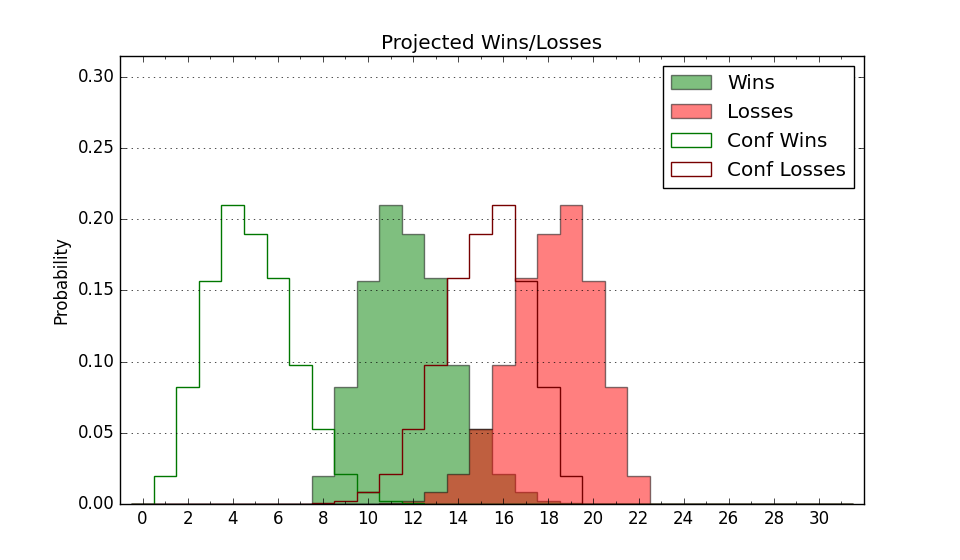 Projected Wins/Losses
0.30
0.25
0.20
0.15
0.10
0.05
0.00
Probability
Wins
Losses
Conf Wins
Conf Losses
0 2 4 6 8 10 12 14 16 18 20 22 24 26 28 30